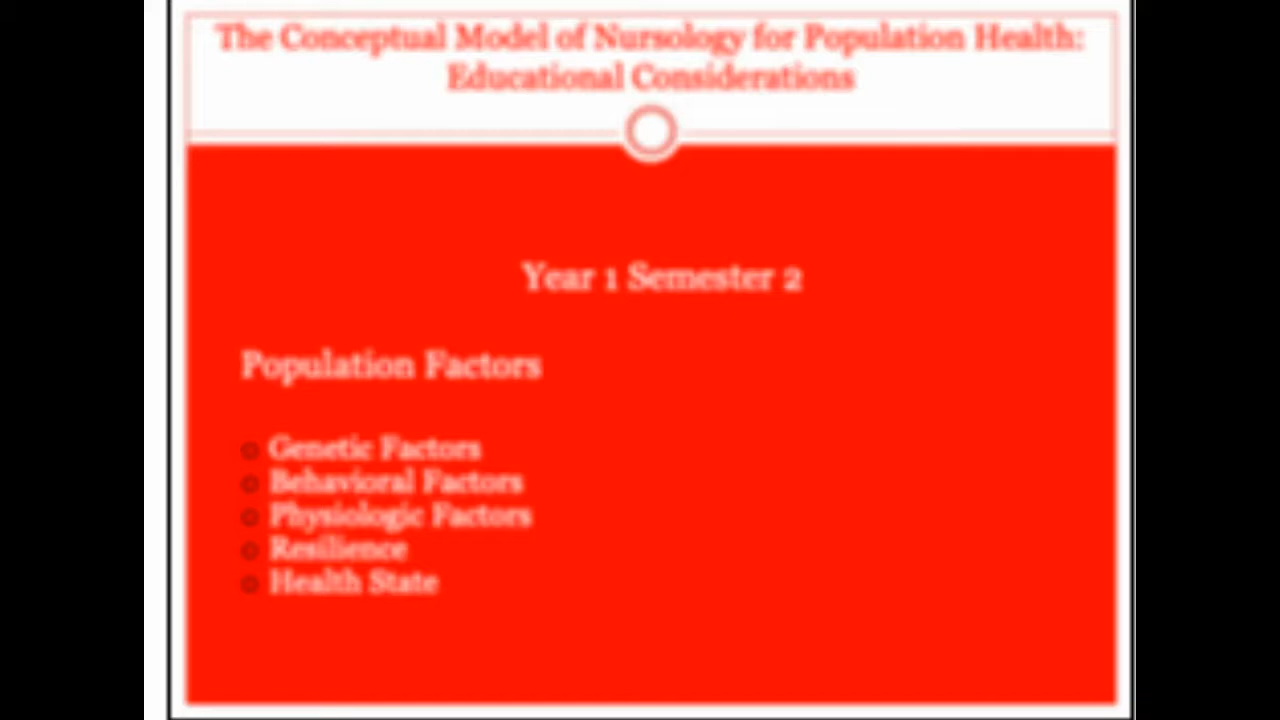 The Conceptual Model of Nursology for Population Health:
Educational Considerations
Year 1 Semester 2
Population Factors
Genetic Factors
Behavioral Factors
Physiologic Factors
Resilience
Health State